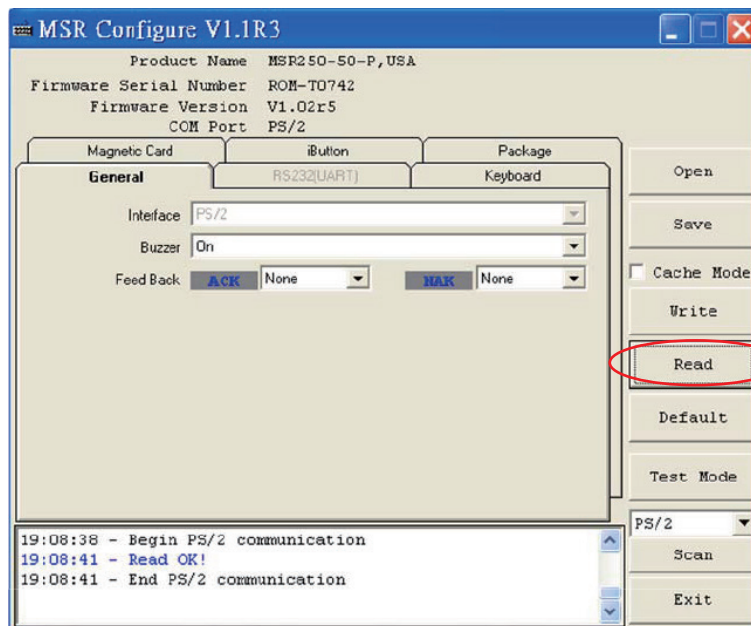 MSR Configure V1.1R3
Product Name MSR250-50-P,USA
Firmware Serial Number ROM-T0742
Firmware Version V1.02r5
COM Port PS/2
Magnetic Card iButton Package
General RS232(UART) Keyboard
Interface PS/2
Buzzer On
Feed Back ACK None NAK None
Open
Save
Cache Mode
Write
Read
Default
Test Mode
PS/2
Scan
Exit
19:08:38 - Begin PS/2 communication
19:08:41 - Read OK!
19:08:41 - End PS/2 communication